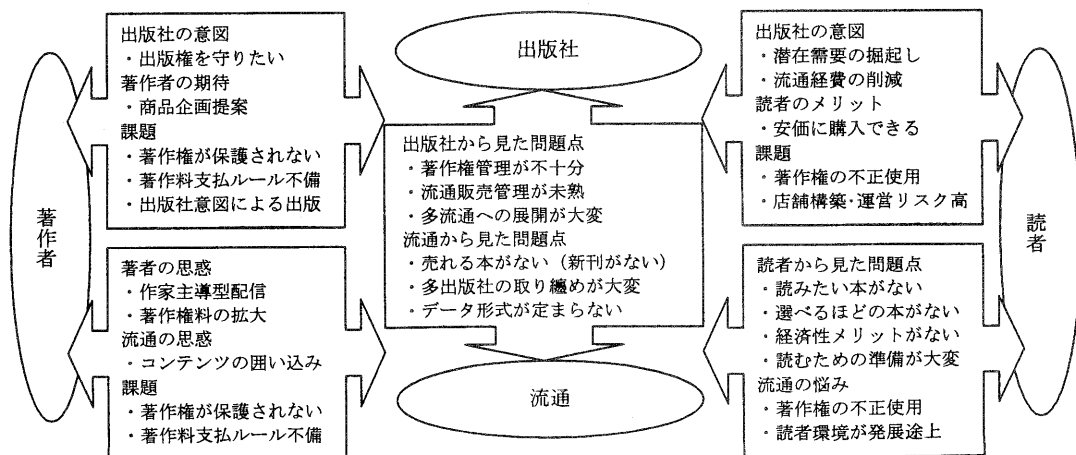 著作者
出版社の意図
・出版権を守りたい
著作者の期待
・商品企画提案
課題
・著作権が保護されない
・著作料支払ルール不備
・出版社意図による出版
著者の思惑
・作家主導型配信
・著作権料の拡大
流通の思惑
・コンテンツの囲い込み
課題
・著作権が保護されない
・著作料支払ルール不備
出版社
出版社から見た問題点
・著作権管理が不十分
・流通販売管理が未熟
・多流通への展開が大変
流通から見た問題点
・売れる本がない（新刊がない）
・多出版社の取り纏めが大変
・データ形式が定まらない
流通
出版社の意図
・潜在需要の掘起し
・流通経費の削減
読者のメリット
・安価に購入できる
課題
・著作権の不正使用
・店舗構築・運営リスク高
読者から見た問題点
・読みたい本がない
・選べるほどの本がない
・経済性メリットがない
・読むための準備が大変
流通の悩み
・著作権の不正使用
・読者環境が発展途上
読者